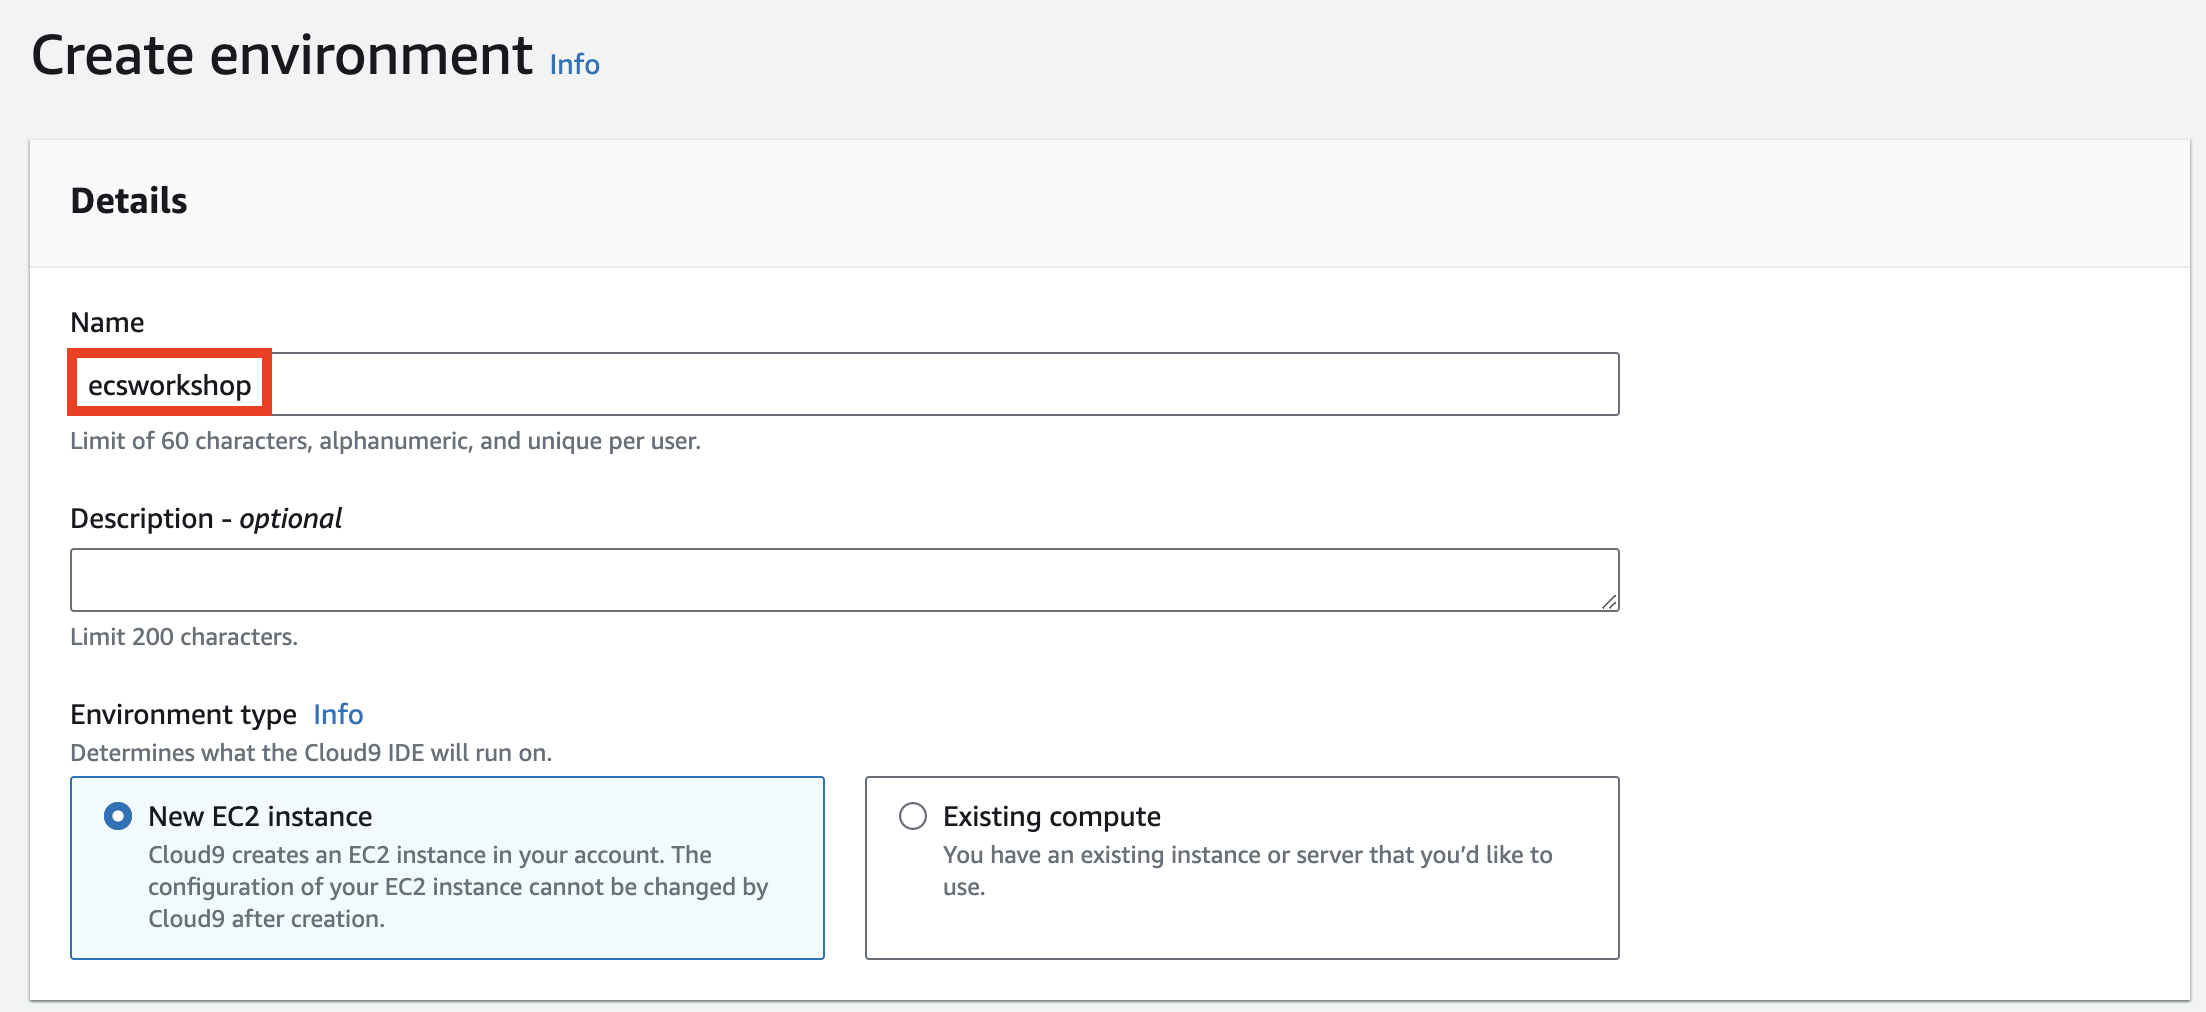 Create environment Info
Details
Name
ecsworkshop
Limit of 60 characters, alphanumeric, and unique per user.
Description - optional
Limit 200 characters.
Environment type Info
Determines what the Cloud9 IDE will run on.
New EC2 instance
Cloud9 creates an EC2 instance in your account. The
configuration of your EC2 instance cannot be changed by
Cloud9 after creation.
Existing compute
You have an existing instance or server that you’d like to
use.